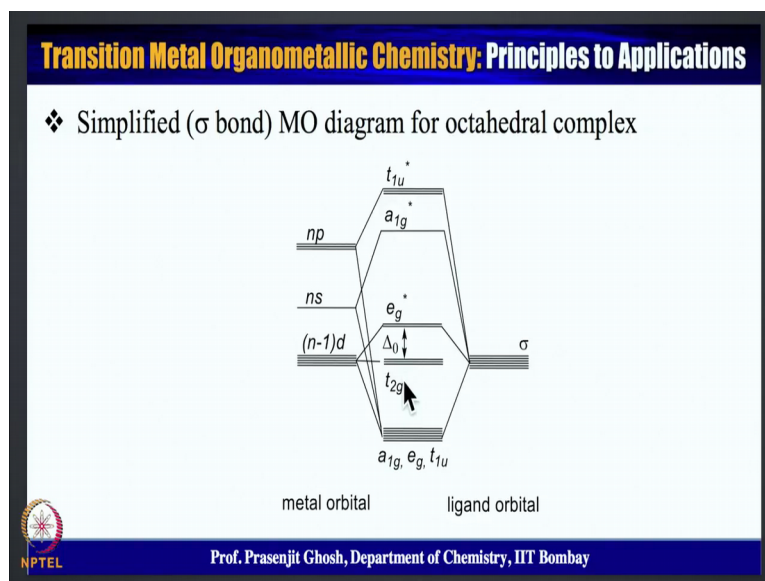 Transition Metal Organometallic Chemistry: Principles to Applications
❖ Simplified (σ bond) MO diagram for octahedral complex
t1u*
a1g*
np
ns
eg*
(n-1)d
Δ0
σ
t2g
a1g, eg, t1u
metal orbital
ligand orbital
NPTEL
Prof. Prasenjit Ghosh, Department of Chemistry, IIT Bombay